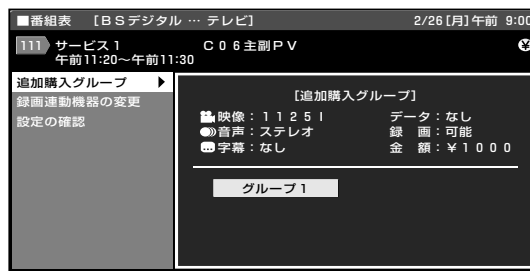 ■番組表 [BSデジタル … テレビ] 2/26[月]午前 9:00
111 サービス1 C06主副PV ¥
午前11:20~午前11:30
追加購入グループ ▶
録画連動機器の変更
設定の確認
[追加購入グループ]
映像:1125I データ:なし
音声:ステレオ 録 画:可能
字幕:なし 金 額:¥1000
グループ1